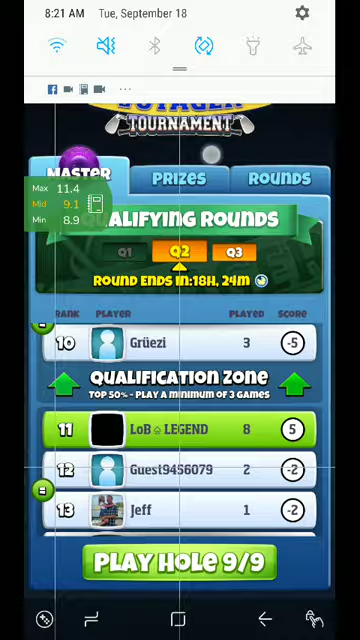 8:21 AM Tue, September 18
...
VOYAGER
TOURNAMENT
MASTER PRIZES ROUNDS
Max 11.4
Mid 9.1
Min 8.9
QUALIFYING ROUNDS
Q1 Q2 Q3
ROUND ENDS IN:18H, 24M
RANK PLAYER PLAYED SCORE
10 Grüezi 3 -5
QUALIFICATION ZONE
TOP 50% - PLAY A MINIMUM OF 3 GAMES
11 LoB♤LEGEND 8 5
12 Guest9456079 2 -2
13 Jeff 1 -2
PLAY HOLE 9/9